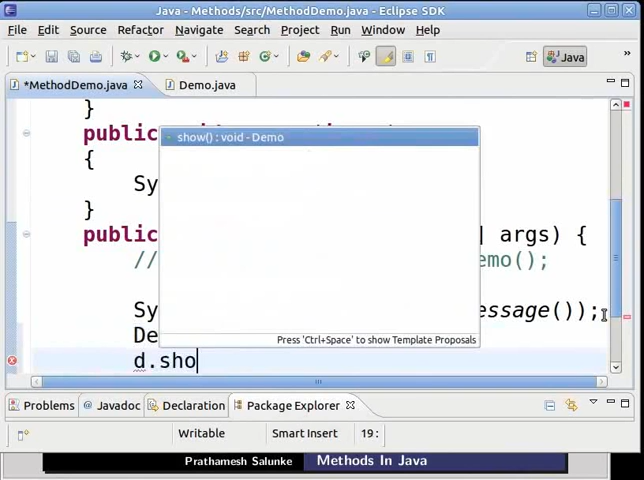 Java - Methods/src/MethodDemo.java - Eclipse SDK
File Edit Source Refactor Navigate Search Project Run Window Help
Java
*MethodDemo.java Demo.java
}
public
{
Sy
}
public args) {
// emo();
Sy essage());
De
d.sho
show() : void - Demo
Press 'Ctrl+Space' to show Template Proposals
Problems Javadoc Declaration Package Explorer
Writable Smart Insert 19 :
Prathamesh Salunke Methods In Java